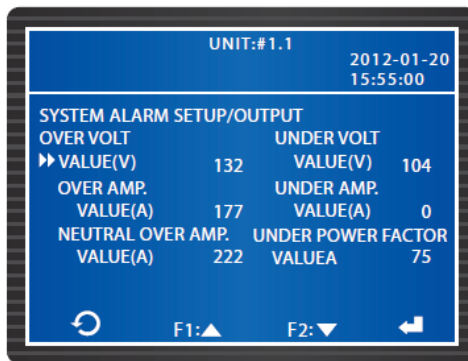 UNIT:#1.1
2012-01-20
15:55:00
SYSTEM ALARM SETUP/OUTPUT
OVER VOLT UNDER VOLT
VALUE(V) 132 VALUE(V) 104
OVER AMP. UNDER AMP.
VALUE(A) 177 VALUE(A) 0
NEUTRAL OVER AMP. UNDER POWER FACTOR
VALUE(A) 222 VALUEA 75
F1:▲ F2:▼